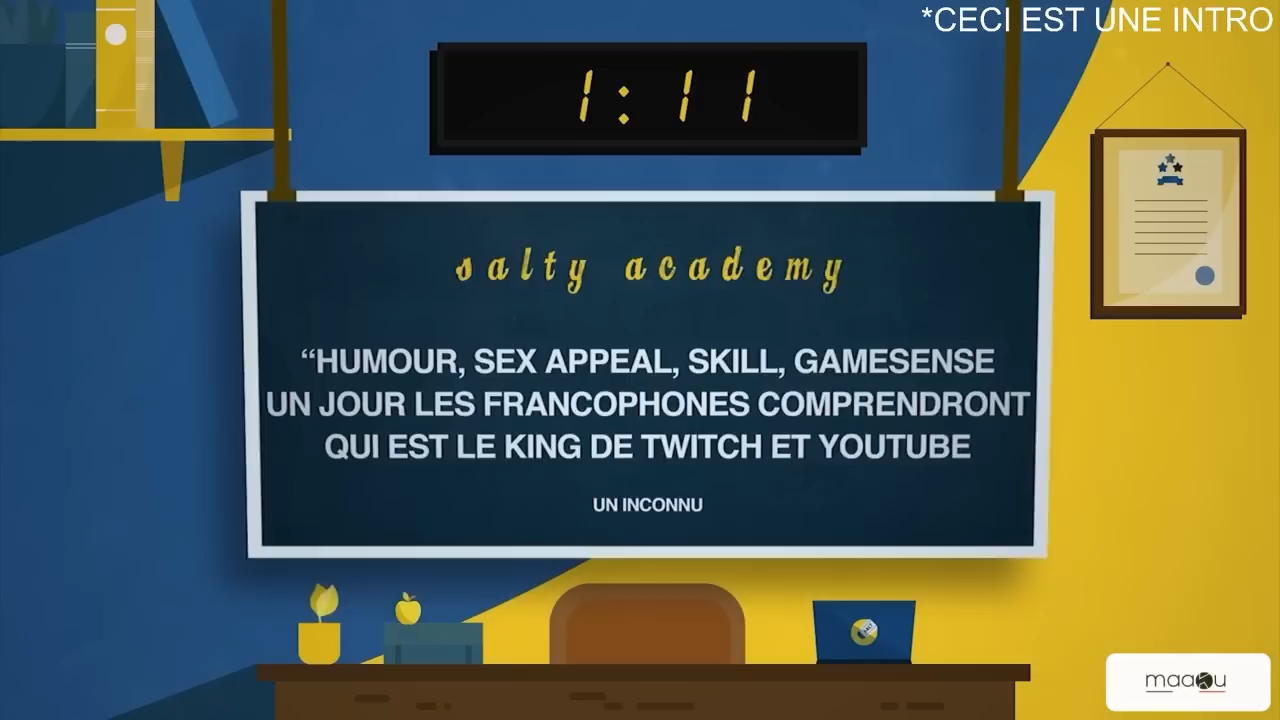 *CECI EST UNE INTRO
1:11
salty academy
“HUMOUR, SEX APPEAL, SKILL, GAMESENSE
UN JOUR LES FRANCOPHONES COMPRENDRONT
QUI EST LE KING DE TWITCH ET YOUTUBE
UN INCONNU